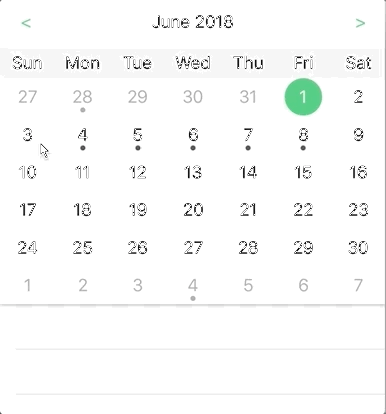 < June 2018 >
Sun Mon Tue Wed Thu Fri Sat
27 28 29 30 31 1 2
3 4 5 6 7 8 9
10 11 12 13 14 15 16
17 18 19 20 21 22 23
24 25 26 27 28 29 30
1 2 3 4 5 6 7